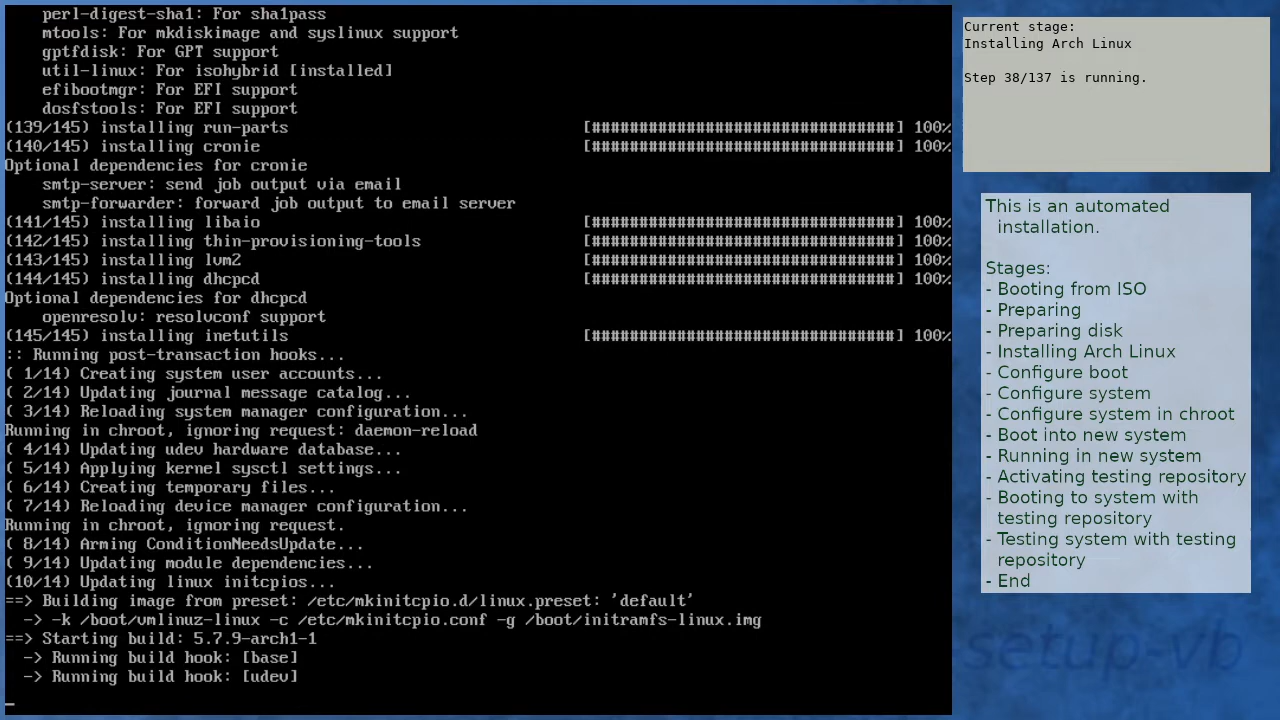 perl-digest-sha1: For sha1pass
mtools: For mkdiskimage and syslinux support
gptfdisk: For GPT support
util-linux: For isohybrid [installed]
efibootmgr: For EFI support
dosfstools: For EFI support
(139/145) installing run-parts [################################] 100%
(140/145) installing cronie [################################] 100%
Optional dependencies for cronie
smtp-server: send job output via email
smtp-forwarder: forward job output to email server
(141/145) installing libaio [################################] 100%
(142/145) installing thin-provisioning-tools [################################] 100%
(143/145) installing lvm2 [################################] 100%
(144/145) installing dhcpcd [################################] 100%
Optional dependencies for dhcpcd
openresolv: resolvconf support
(145/145) installing inetutils [################################] 100%
:: Running post-transaction hooks...
( 1/14) Creating system user accounts...
( 2/14) Updating journal message catalog...
( 3/14) Reloading system manager configuration...
Running in chroot, ignoring request: daemon-reload
( 4/14) Updating udev hardware database...
( 5/14) Applying kernel sysctl settings...
( 6/14) Creating temporary files...
( 7/14) Reloading device manager configuration...
Running in chroot, ignoring request.
( 8/14) Arming ConditionNeedsUpdate...
( 9/14) Updating module dependencies...
(10/14) Updating linux initcpios...
==> Building image from preset: /etc/mkinitcpio.d/linux.preset: 'default'
-> -k /boot/vmlinuz-linux -c /etc/mkinitcpio.conf -g /boot/initramfs-linux.img
==> Starting build: 5.7.9-arch1-1
-> Running build hook: [base]
-> Running build hook: [udev]
_
Current stage:
Installing Arch Linux
Step 38/137 is running.
This is an automated
installation.
Stages:
- Booting from ISO
- Preparing
- Preparing disk
- Installing Arch Linux
- Configure boot
- Configure system
- Configure system in chroot
- Boot into new system
- Running in new system
- Activating testing repository
- Booting to system with
testing repository
- Testing system with testing
repository
- End
setup-vb